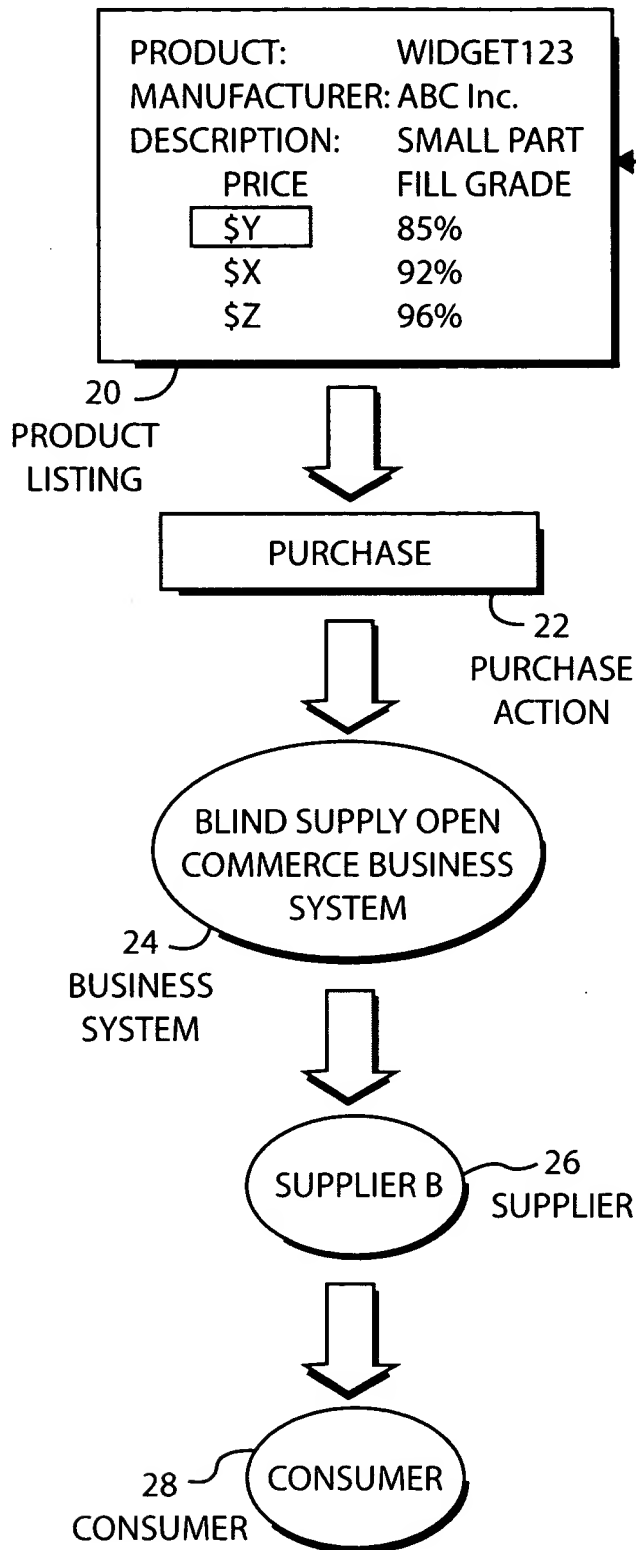 PRODUCT: WIDGET123
MANUFACTURER: ABC Inc.
DESCRIPTION: SMALL PART
PRICE FILL GRADE
$Y 85%
$X 92%
$Z 96%
20
PRODUCT
LISTING
PURCHASE
22
PURCHASE
ACTION
BLIND SUPPLY OPEN
COMMERCE BUSINESS
SYSTEM
24
BUSINESS
SYSTEM
SUPPLIER B
26
SUPPLIER
CONSUMER
28
CONSUMER